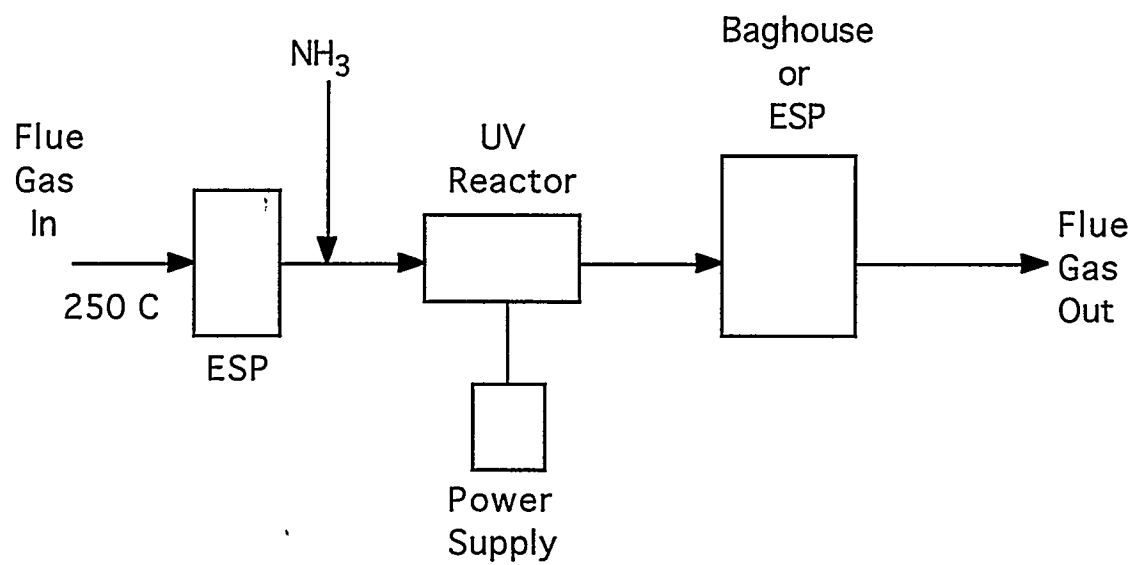 Baghouse
or
ESP
NH3
UV
Reactor
Flue
Gas
In
250 C
ESP
Power
Supply
Flue
Gas
Out